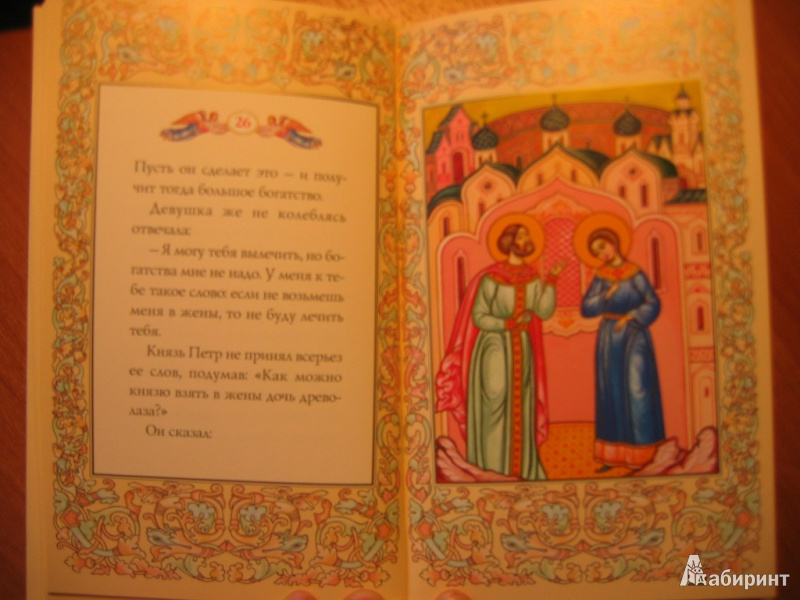 26
Пусть он сделает это – и полу-
чит тогда большое богатство.
Девушка же не колеблясь
отвечала:
– Я могу тебя вылечить, но бо-
гатства мне не надо. У меня к те-
бе такое слово: если не возьмешь
меня в жены, то не буду лечить
тебя.
Князь Петр не принял всерьез
ее слов, подумав: «Как можно
князю взять в жены дочь древо-
лаза?»
Он сказал:
Лабиринт